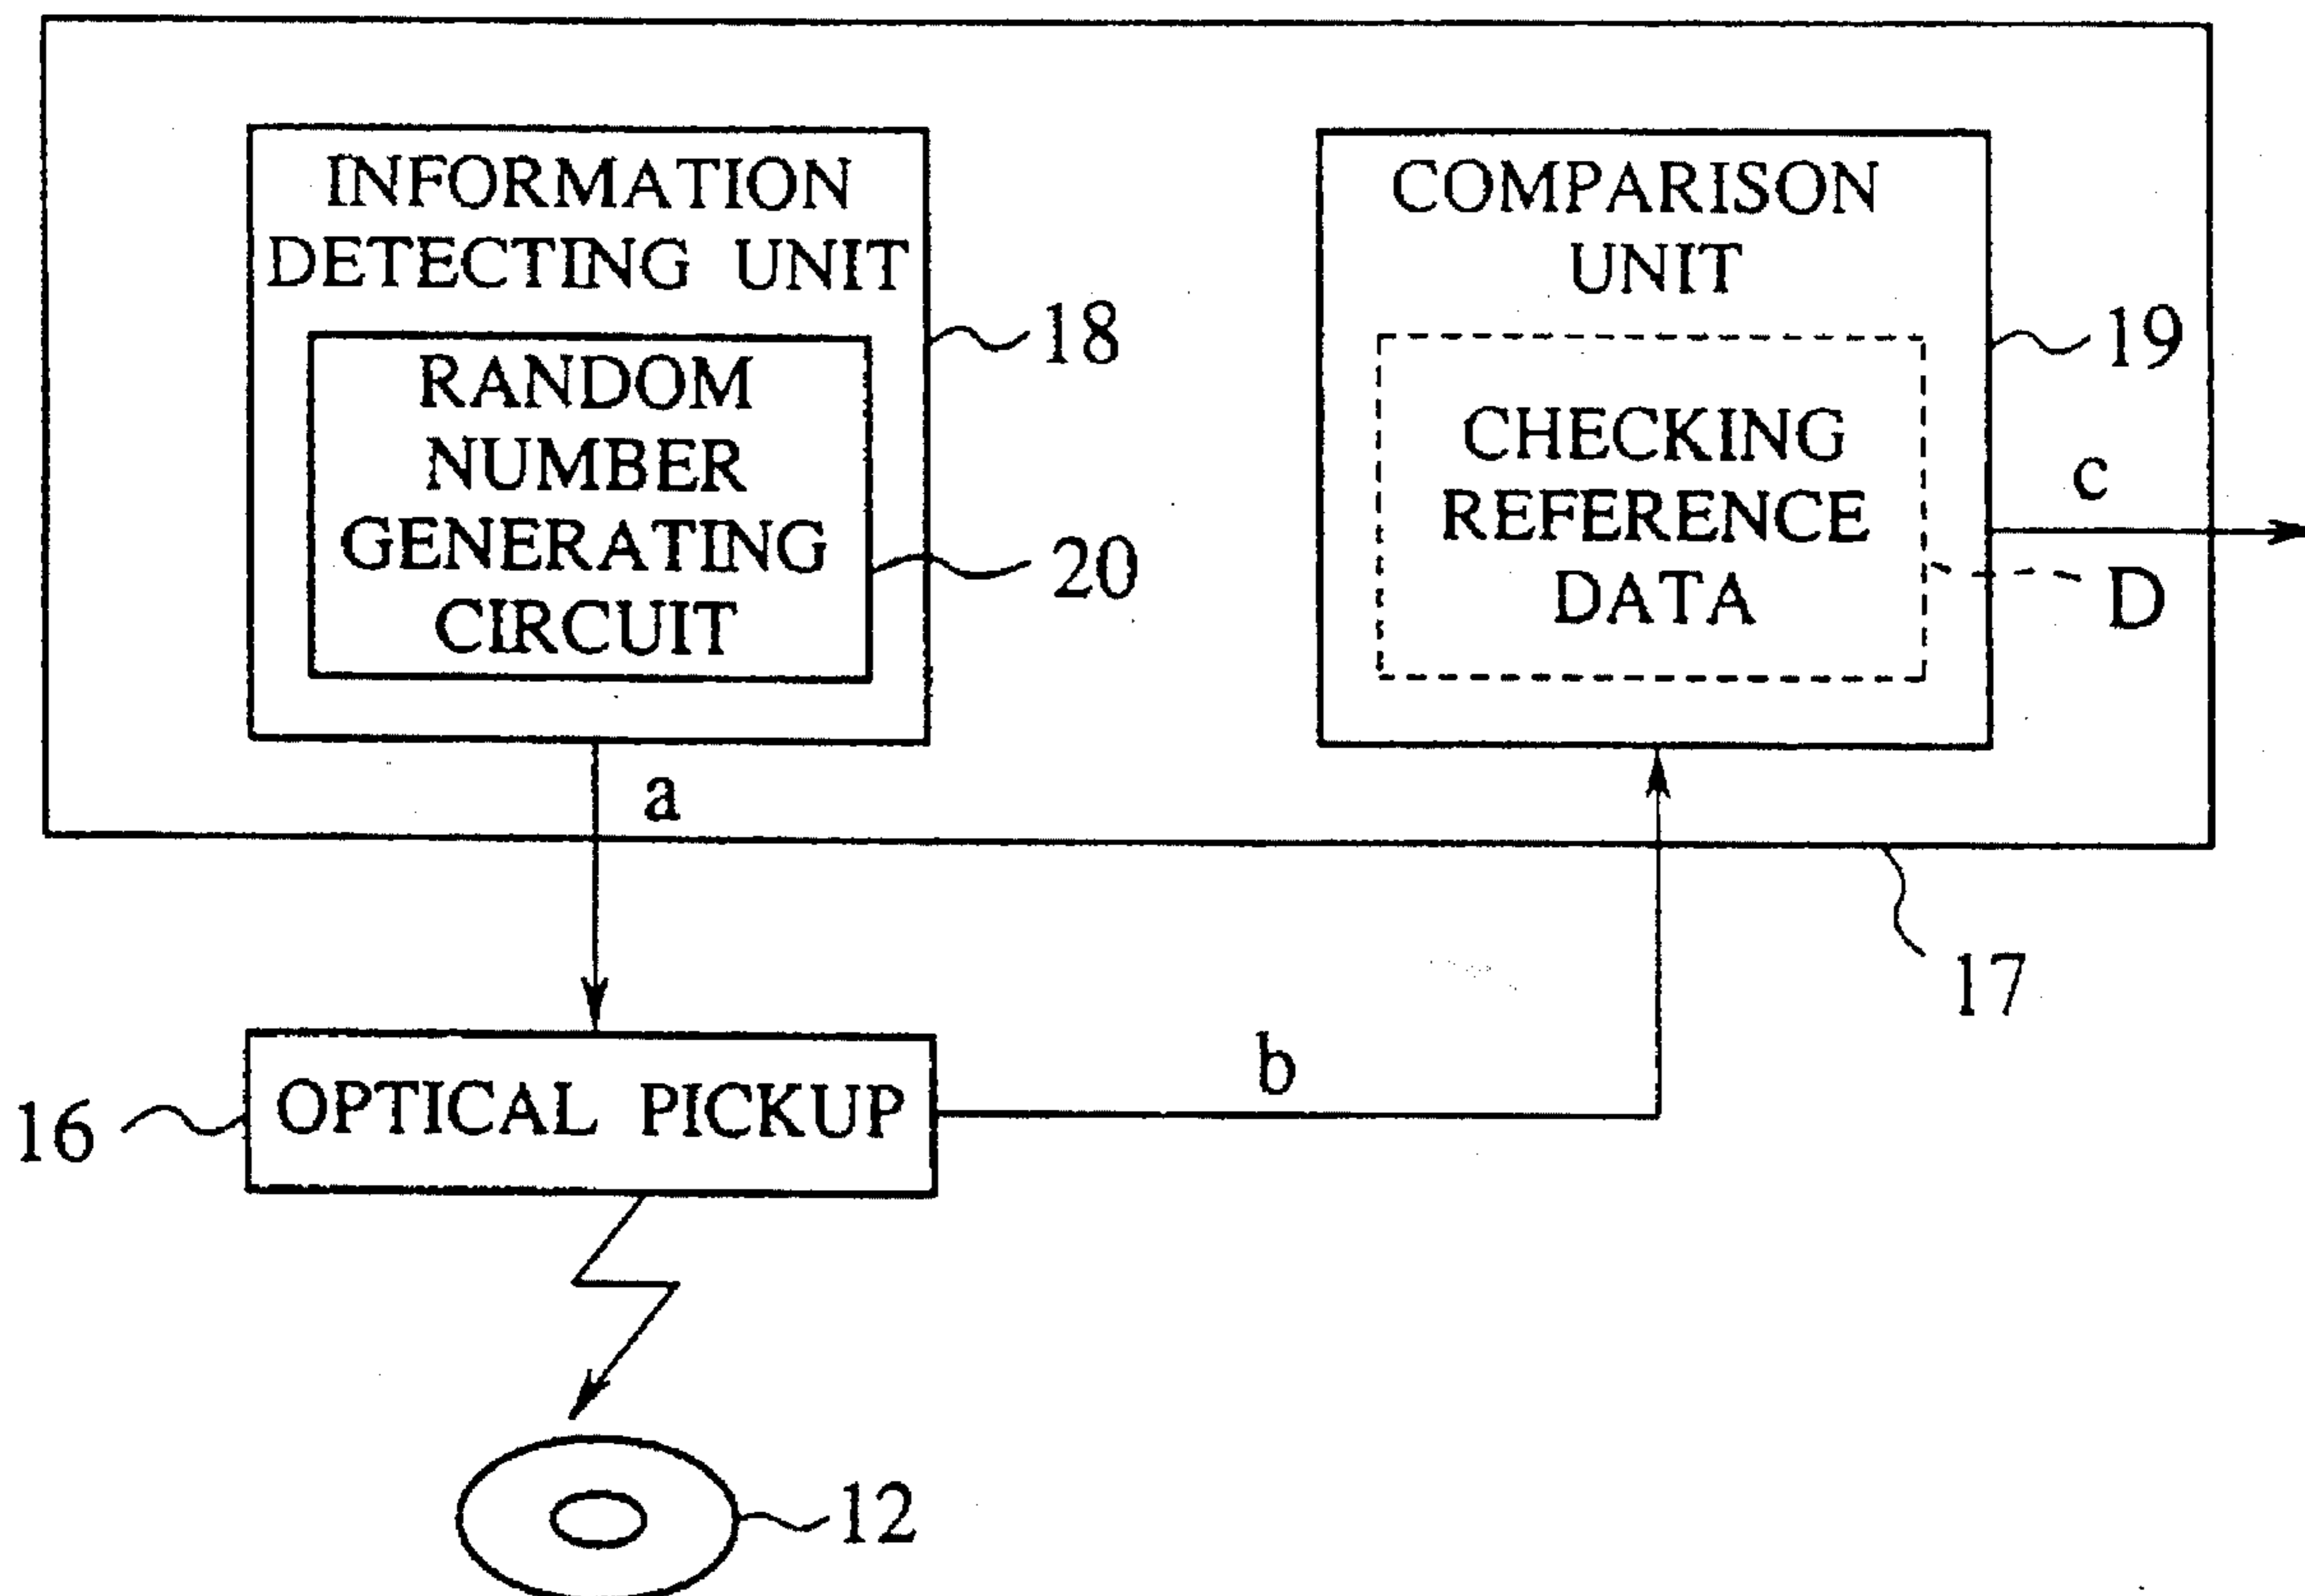 INFORMATION
DETECTING UNIT
RANDOM
NUMBER
GENERATING
CIRCUIT
18
20
COMPARISON
UNIT
CHECKING
REFERENCE
DATA
19
c
D
a
17
b
16
OPTICAL PICKUP
12